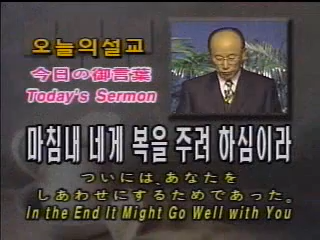 오늘의설교
今日の御言葉
Today's Sermon
마침내 네게 복을 주려 하심이라
ついには、あなたを
しあわせにするためであった。
In the End It Might Go Well with You